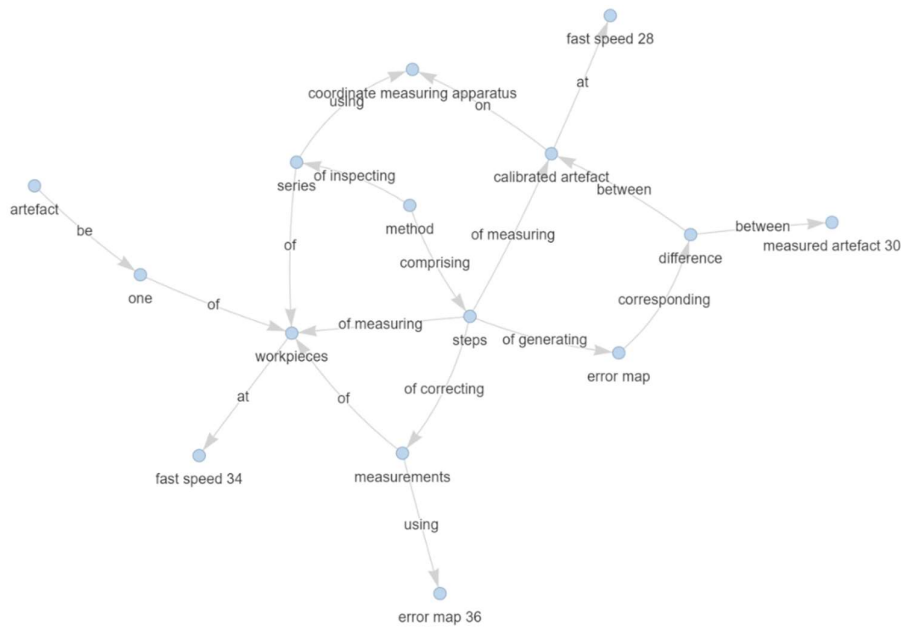 fast speed 28
at
coordinate measuring apparatus
using
on
series
of inspecting
calibrated artefact
between
artefact
be
method
of
of measuring
between
measured artefact 30
difference
comprising
one
of
corresponding
of measuring
steps
of generating
workpieces
error map
at
of
of correcting
fast speed 34
measurements
using
error map 36